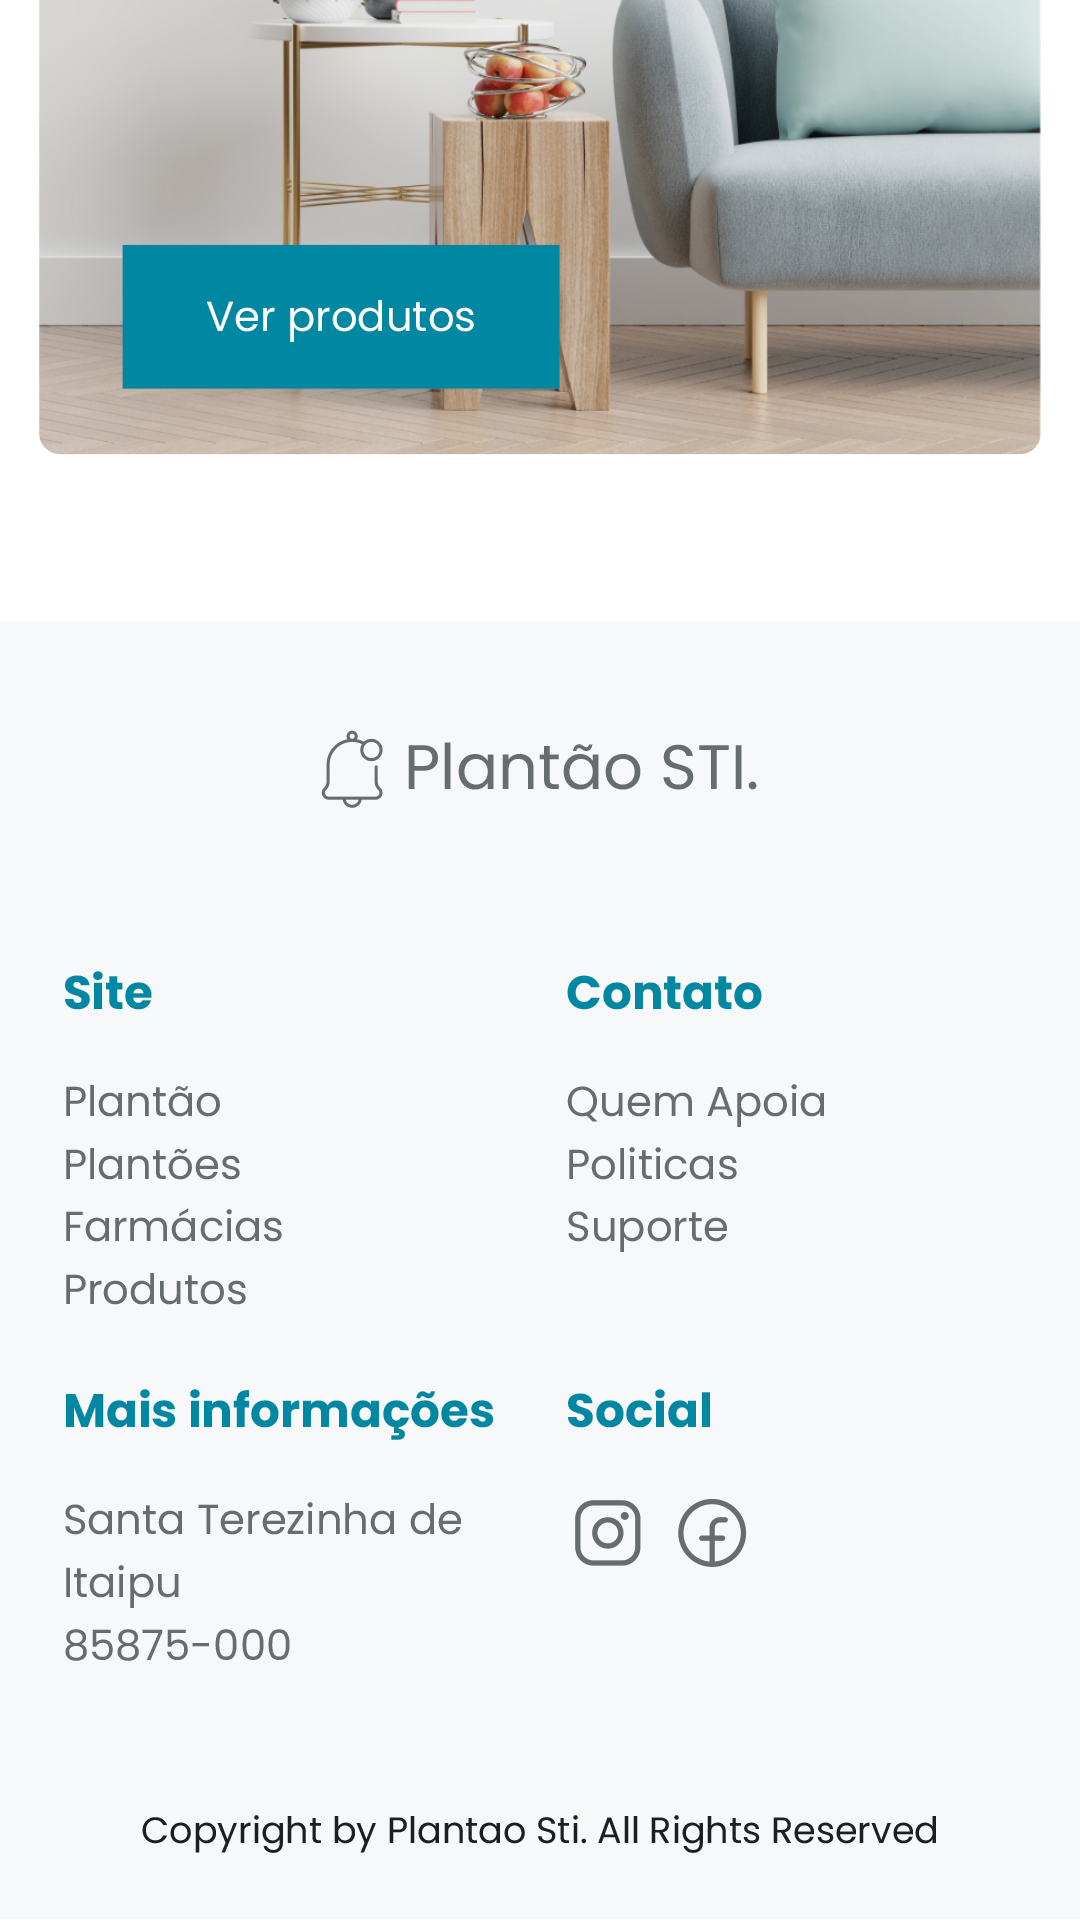 Ver produtos
Plantão STI.
Site
Plantão
Plantões
Farmácias
Produtos
Contato
Quem Apoia
Politicas
Suporte
Mais informações
Santa Terezinha de
Itaipu
85875-000
Social
Copyright by Plantao Sti. All Rights Reserved